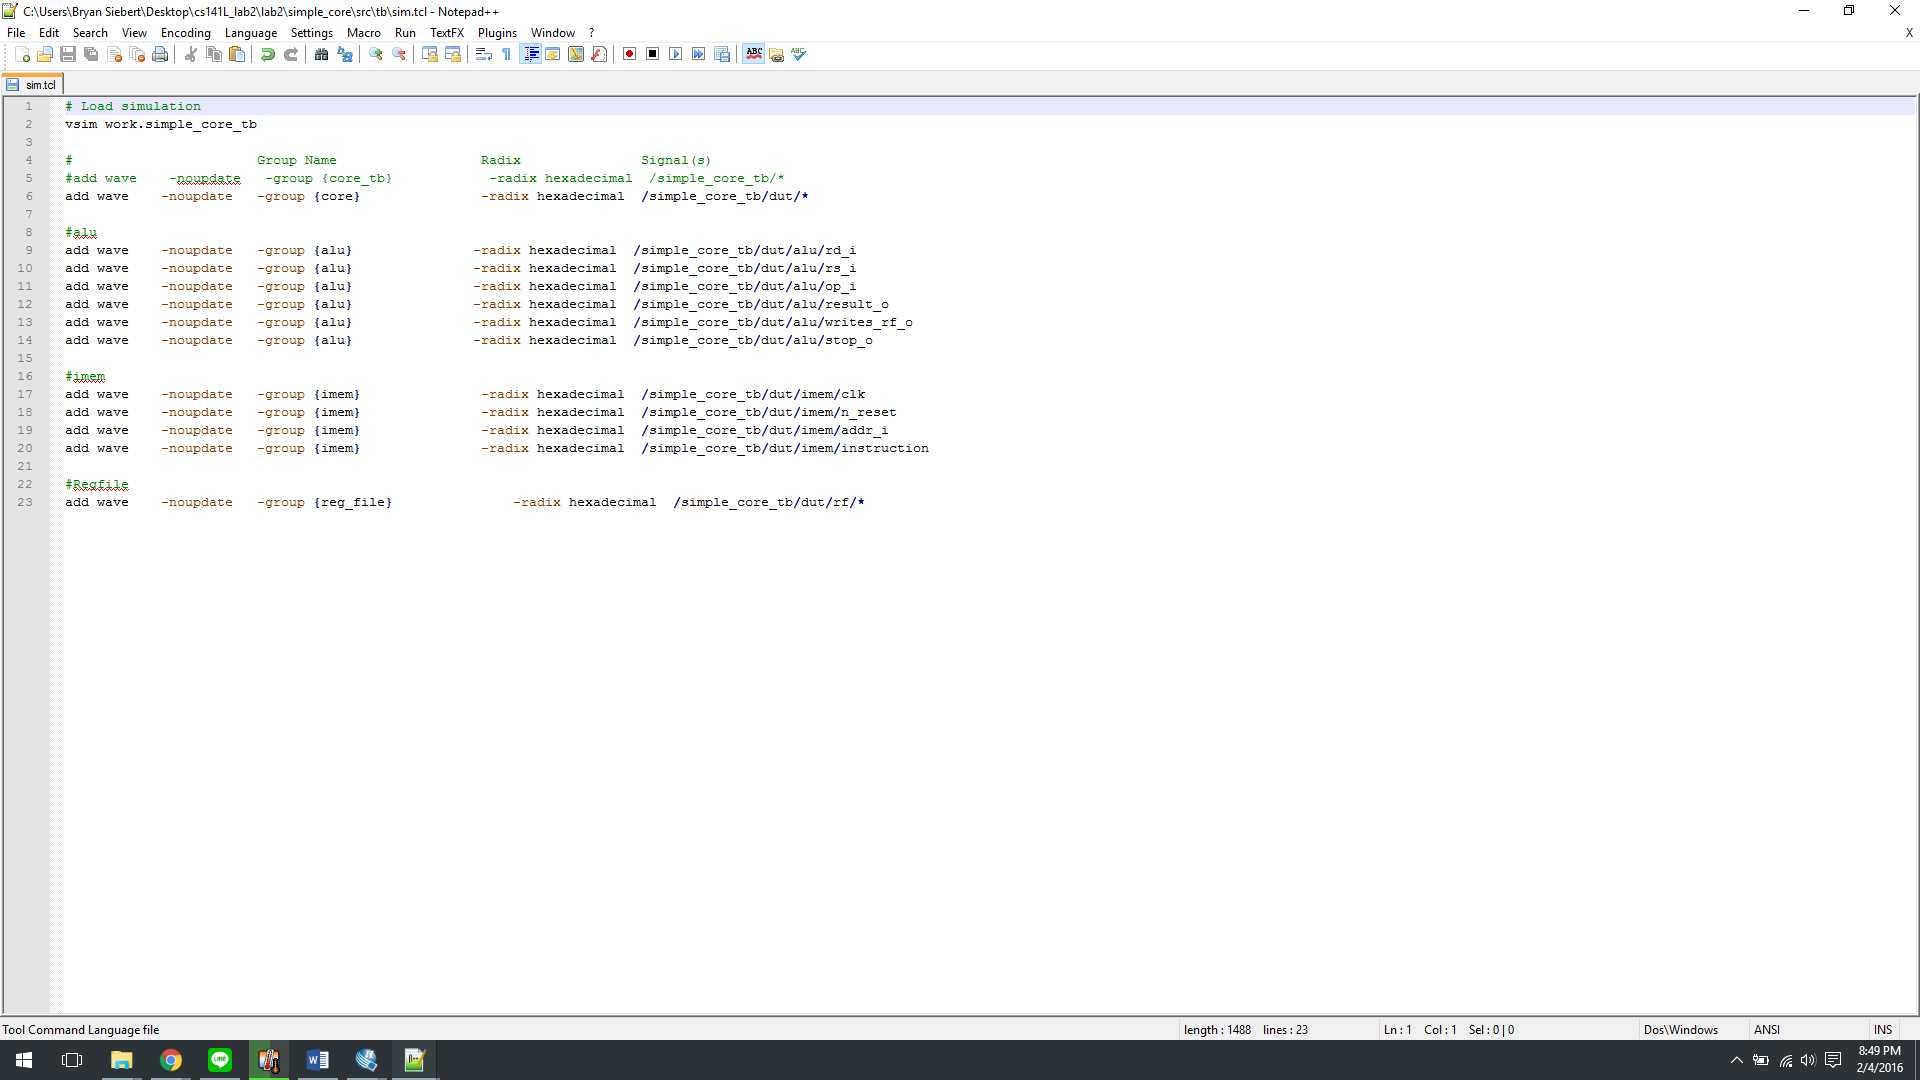 C:\Users\Bryan Siebert\Desktop\cs141L_lab2\lab2\simple_core\src\tb\sim.tcl - Notepad++
File Edit Search View Encoding Language Settings Macro Run TextFX Plugins Window ? X
sim.tcl
1 # Load simulation
2 vsim work.simple_core_tb
3
4 # Group Name Radix Signal(s)
5 #add wave -noupdate -group {core_tb} -radix hexadecimal /simple_core_tb/*
6 add wave -noupdate -group {core} -radix hexadecimal /simple_core_tb/dut/*
7
8 #alu
9 add wave -noupdate -group {alu} -radix hexadecimal /simple_core_tb/dut/alu/rd_i
10 add wave -noupdate -group {alu} -radix hexadecimal /simple_core_tb/dut/alu/rs_i
11 add wave -noupdate -group {alu} -radix hexadecimal /simple_core_tb/dut/alu/op_i
12 add wave -noupdate -group {alu} -radix hexadecimal /simple_core_tb/dut/alu/result_o
13 add wave -noupdate -group {alu} -radix hexadecimal /simple_core_tb/dut/alu/writes_rf_o
14 add wave -noupdate -group {alu} -radix hexadecimal /simple_core_tb/dut/alu/stop_o
15
16 #imem
17 add wave -noupdate -group {imem} -radix hexadecimal /simple_core_tb/dut/imem/clk
18 add wave -noupdate -group {imem} -radix hexadecimal /simple_core_tb/dut/imem/n_reset
19 add wave -noupdate -group {imem} -radix hexadecimal /simple_core_tb/dut/imem/addr_i
20 add wave -noupdate -group {imem} -radix hexadecimal /simple_core_tb/dut/imem/instruction
21
22 #Regfile
23 add wave -noupdate -group {reg_file} -radix hexadecimal /simple_core_tb/dut/rf/*
Tool Command Language file length : 1488 lines : 23 Ln : 1 Col : 1 Sel : 0 | 0 Dos\Windows ANSI INS
8:49 PM
2/4/2016